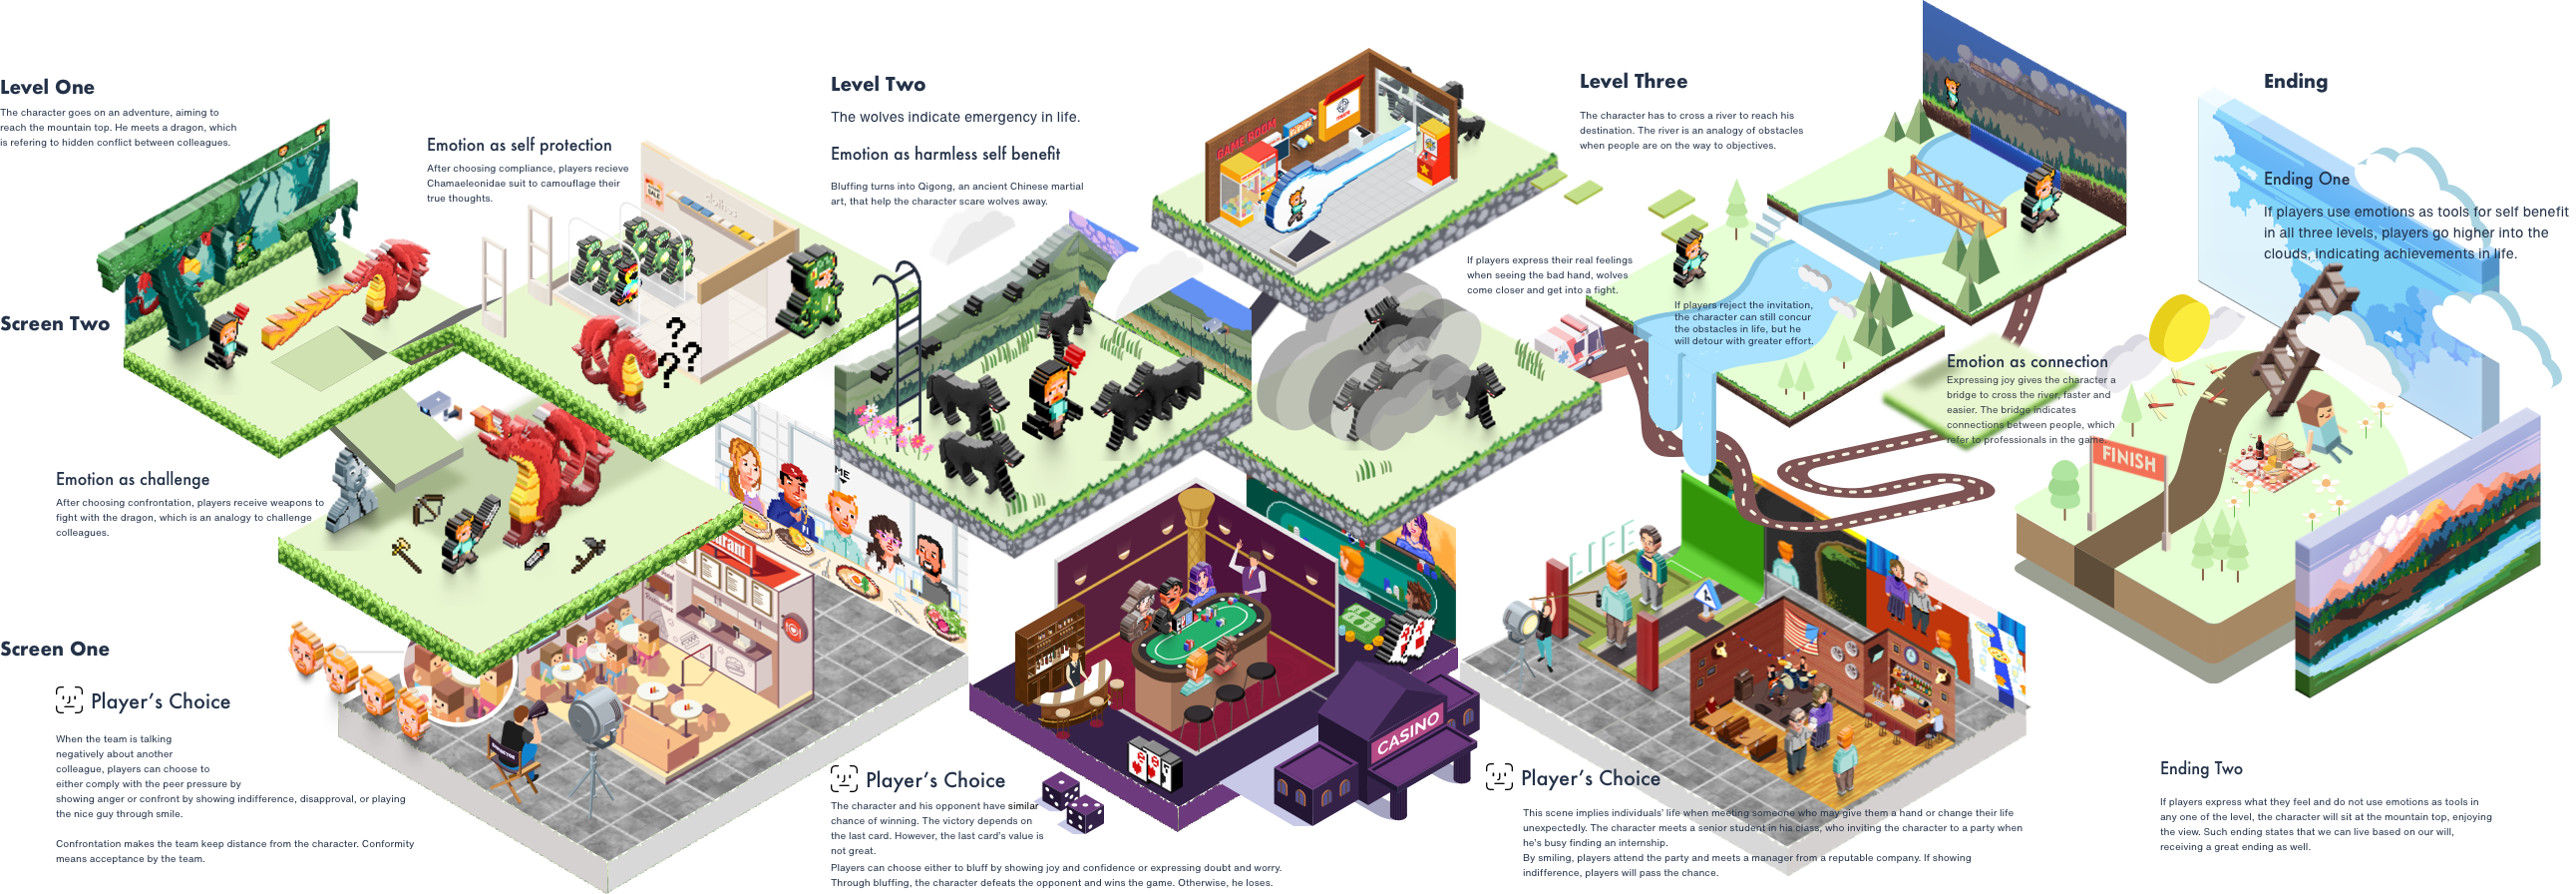 Level One
The character goes on an adventure, aiming to
reach the mountain top. He meets a dragon, which
is refering to hidden conflict between colleagues.
Emotion as self protection
After choosing compliance, players recieve
Chamaeleonidae suit to camouflage their
true thoughts.
SALE
Screen Two
???
Emotion as challenge
After choosing confrontation, players receive weapons to
fight with the dragon, which is an analogy to challenge
colleagues.
ME
Screen One
Player's Choice
When the team is talking
negatively about another
colleague, players can choose to
either comply with the peer pressure by
showing anger or confront by showing indifference, disapproval, or playing
the nice guy through smile.
Confrontation makes the team keep distance from the character. Conformity
means acceptance by the team.
Level Two
The wolves indicate emergency in life.
Emotion as harmless self benefit
Bluffing turns into Qigong, an ancient Chinese martial
art, that help the character scare wolves away.
GAME ROOM
If players express their real feelings
when seeing the bad hand, wolves
come closer and get into a fight.
CASINO
Player's Choice
The character and his opponent have similar
chance of winning. The victory depends on
the last card. However, the last card's value is
not great.
Players can choose either to bluff by showing joy and confidence or expressing doubt and worry.
Through bluffing, the character defeats the opponent and wins the game. Otherwise, he loses.
Level Three
The character has to cross a river to reach his
destination. The river is an analogy of obstacles
when people are on the way to objectives.
If players reject the invitation,
the character can still concur
the obstacles in life, but he
will detour with greater effort.
Emotion as connection
Expressing joy gives the character a
bridge to cross the river, faster and
easier. The bridge indicates
connections between people, which
refer to professionals in the game.
Player's Choice
This scene implies individuals' life when meeting someone who may give them a hand or change their life
unexpectedly. The character meets a senior student in his class, who inviting the character to a party when
he's busy finding an internship.
By smiling, players attend the party and meets a manager from a reputable company. If showing
indifference, players will pass the chance.
Ending
Ending One
If players use emotions as tools for self benefit
in all three levels, players go higher into the
clouds, indicating achievements in life.
FINISH
Ending Two
If players express what they feel and do not use emotions as tools in
any one of the level, the character will sit at the mountain top, enjoying
the view. Such ending states that we can live based on our will,
receiving a great ending as well.